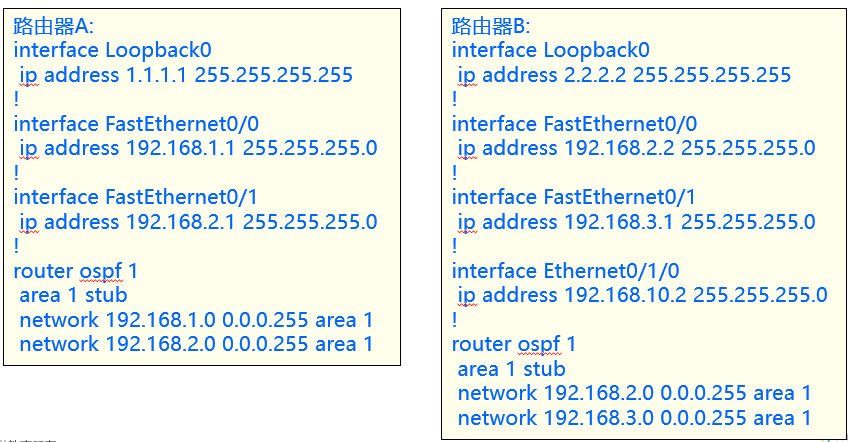 路由器A:
interface Loopback0
ip address 1.1.1.1 255.255.255.255
!
interface FastEthernet0/0
ip address 192.168.1.1 255.255.255.0
!
interface FastEthernet0/1
ip address 192.168.2.1 255.255.255.0
!
router ospf 1
area 1 stub
network 192.168.1.0 0.0.0.255 area 1
network 192.168.2.0 0.0.0.255 area 1
路由器B:
interface Loopback0
ip address 2.2.2.2 255.255.255.255
!
interface FastEthernet0/0
ip address 192.168.2.2 255.255.255.0
!
interface FastEthernet0/1
ip address 192.168.3.1 255.255.255.0
!
interface Ethernet0/1/0
ip address 192.168.10.2 255.255.255.0
!
router ospf 1
area 1 stub
network 192.168.2.0 0.0.0.255 area 1
network 192.168.3.0 0.0.0.255 area 1